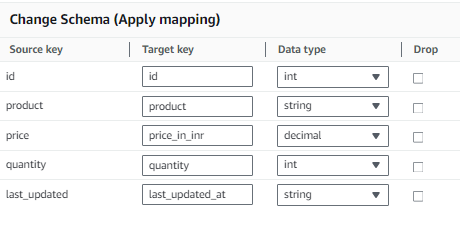 Change Schema (Apply mapping)
Source key Target key Data type Drop
id id int
product product string
price price_in_inr decimal
quantity quantity int
last_updated last_updated_at string